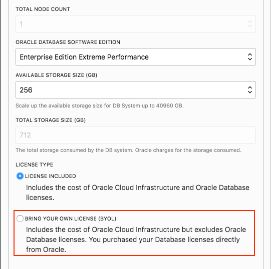 TOTAL NODE COUNT
1
ORACLE DATABASE SOFTWARE EDITION
Enterprise Edition Extreme Performance
AVAILABLE STORAGE SIZE (GB)
256
Scale up the available storage size for DB System up to 40960 GB.
TOTAL STORAGE SIZE (GB)
712
The total storage consumed by the DB system. Oracle charges for the storage consumed.
LICENSE TYPE
LICENSE INCLUDED
Includes the cost of Oracle Cloud Infrastructure and Oracle Database
licenses.
BRING YOUR OWN LICENSE (BYOL)
Includes the cost of Oracle Cloud Infrastructure but excludes Oracle
Database licenses. You purchased your Database licenses directly
from Oracle.